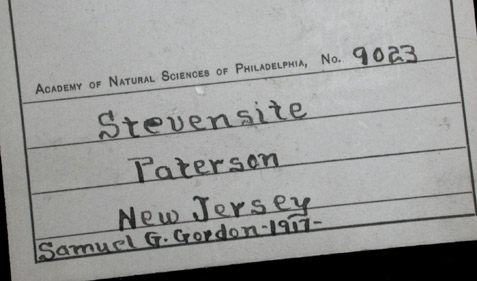 Academy of Natural Sciences of Philadelphia, No. 9023
Stevensite
Paterson
New Jersey
Samuel G. Gordon-1917-